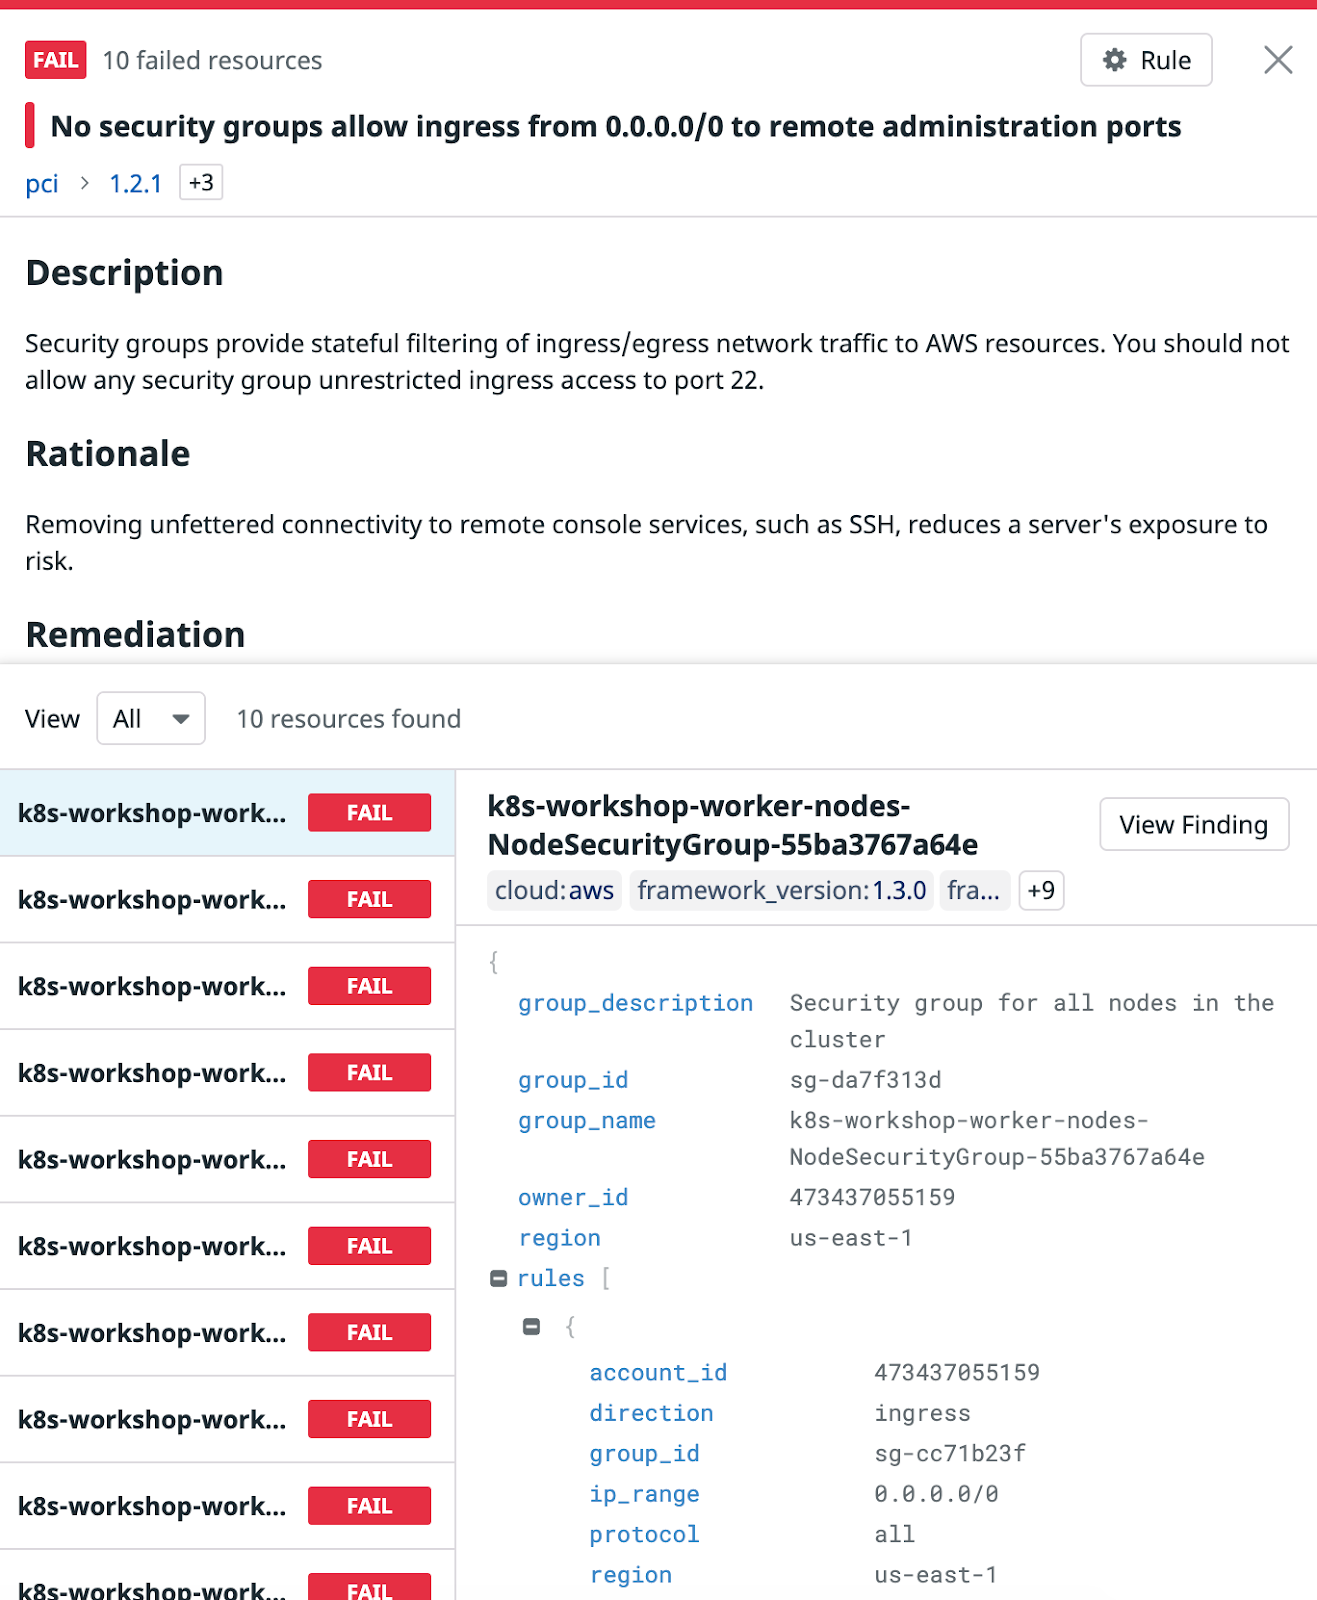 FAIL 10 failed resources Rule
No security groups allow ingress from 0.0.0.0/0 to remote administration ports
pci > 1.2.1 +3
Description
Security groups provide stateful filtering of ingress/egress network traffic to AWS resources. You should not
allow any security group unrestricted ingress access to port 22.
Rationale
Removing unfettered connectivity to remote console services, such as SSH, reduces a server's exposure to
risk.
Remediation
View All 10 resources found
k8s-workshop-work... FAIL
k8s-workshop-work... FAIL
k8s-workshop-work... FAIL
k8s-workshop-work... FAIL
k8s-workshop-work... FAIL
k8s-workshop-work... FAIL
k8s-workshop-work... FAIL
k8s-workshop-work... FAIL
k8s-workshop-work... FAIL
k8s-workshop-work... FAIL
k8s-workshop-worker-nodes-
NodeSecurityGroup-55ba3767a64e
View Finding
cloud:aws framework_version:1.3.0 fra... +9
{
group_description Security group for all nodes in the
cluster
group_id sg-da7f313d
group_name k8s-workshop-worker-nodes-
NodeSecurityGroup-55ba3767a64e
owner_id 473437055159
region us-east-1
rules [
{
account_id 473437055159
direction ingress
group_id sg-cc71b23f
ip_range 0.0.0.0/0
protocol all
region us-east-1